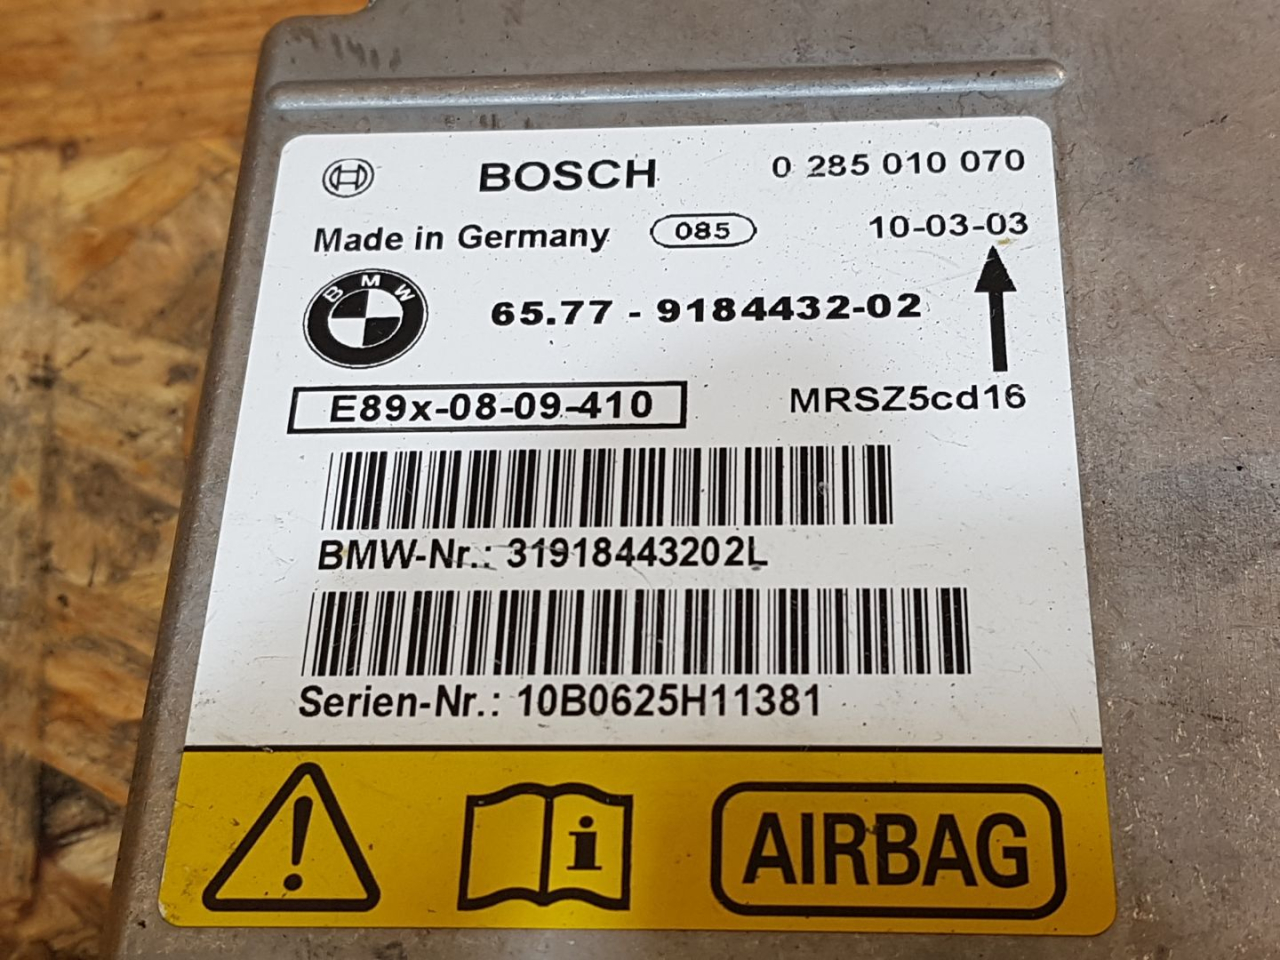 BOSCH 0 285 010 070
Made in Germany 085 10-03-03
BMW 65.77 - 9184432-02
E89x-08-09-410 MRSZ5cd16
BMW-Nr.: 31918443202L
Serien-Nr.: 10B0625H11381
i AIRBAG